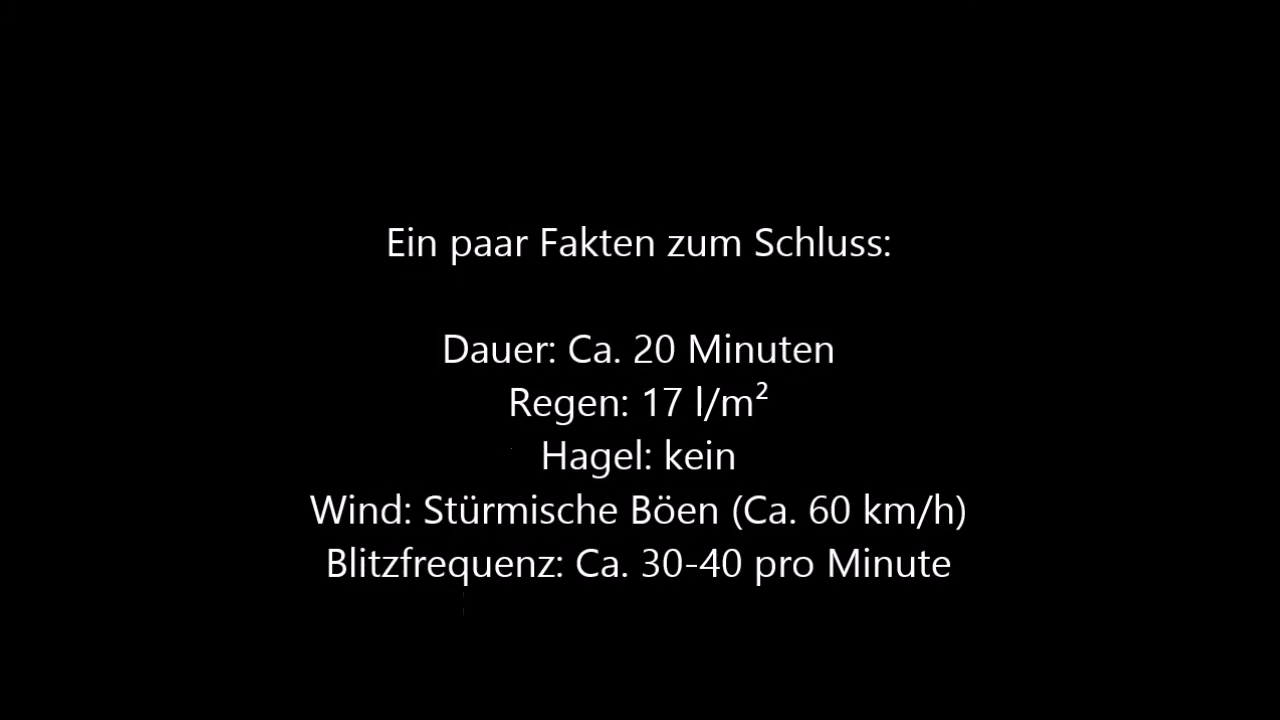 Ein paar Fakten zum Schluss:
Dauer: Ca. 20 Minuten
Regen: 17 l/m²
Hagel: kein
Wind: Stürmische Böen (Ca. 60 km/h)
Blitzfrequenz: Ca. 30-40 pro Minute